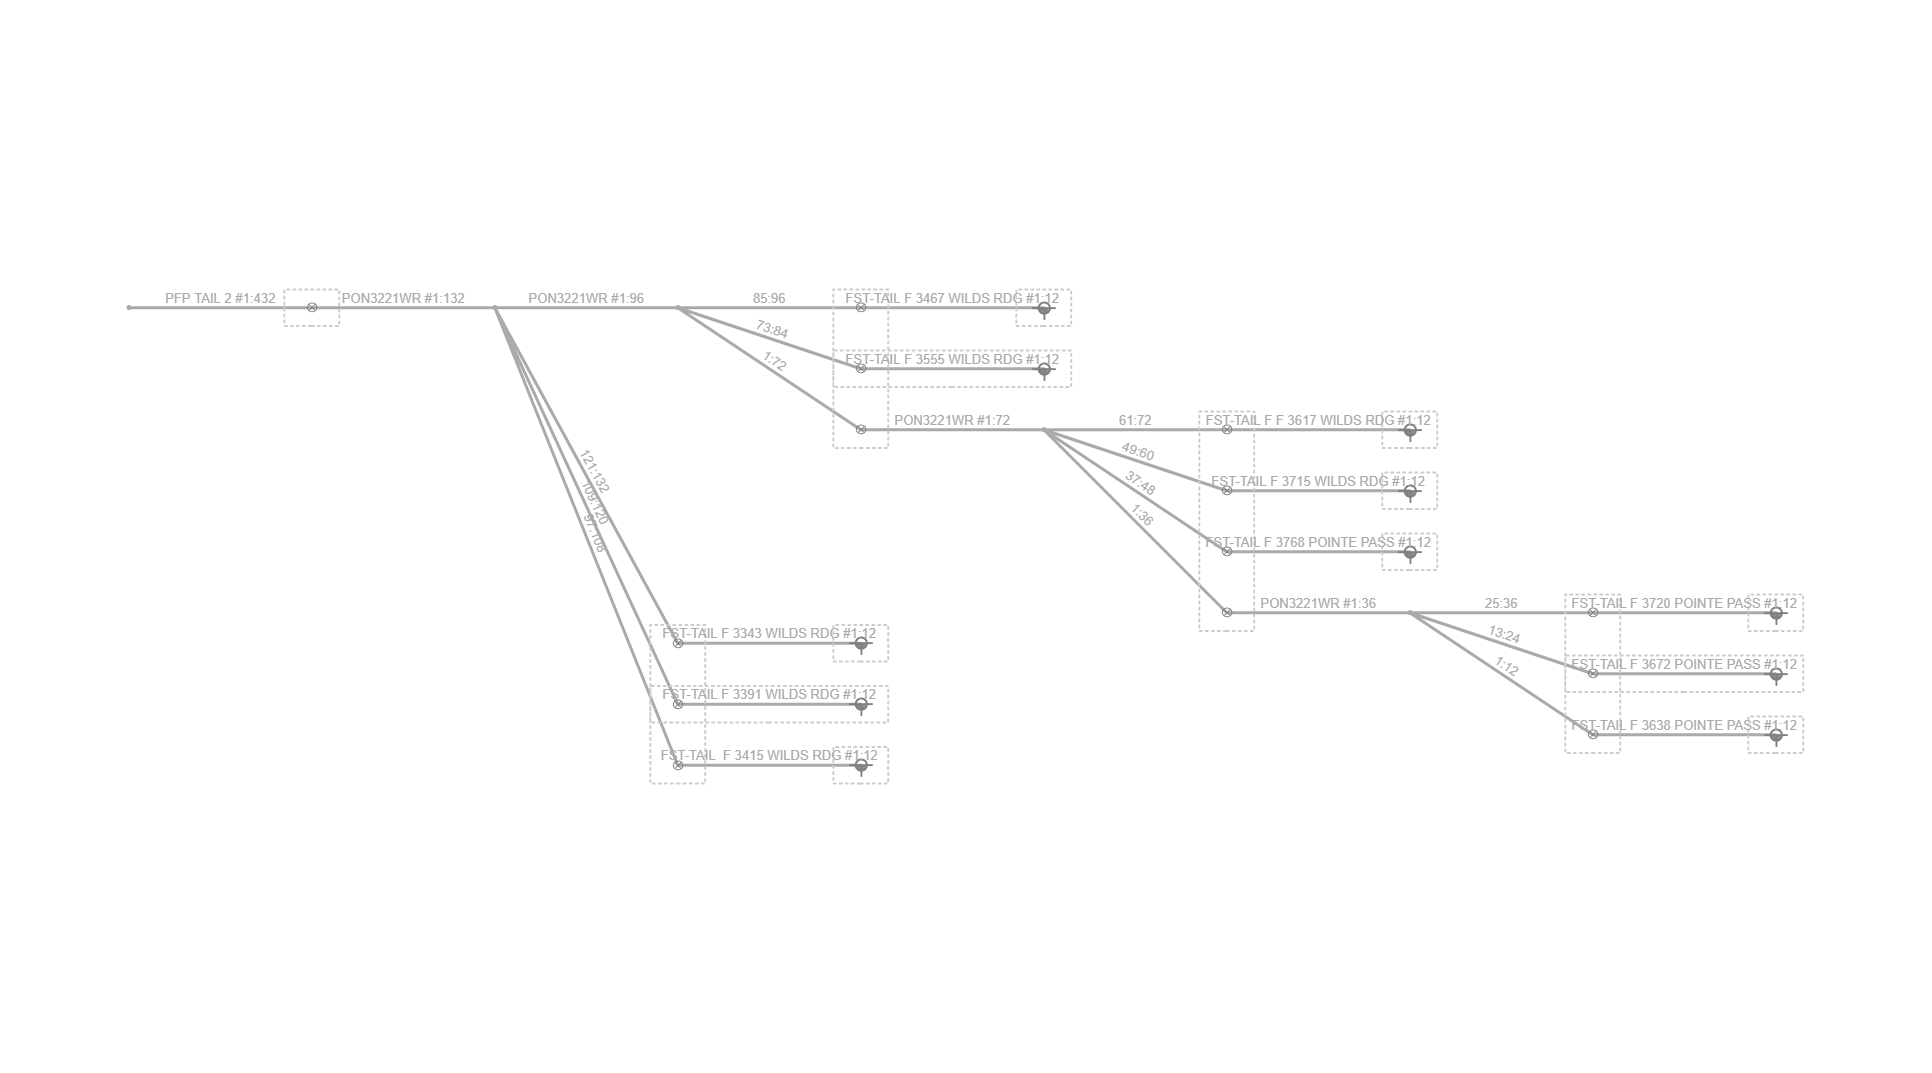 PFP TAIL 2 #1:432
PON3221WR #1:132
PON3221WR #1:96
85:96
FST-TAIL F 3467 WILDS RDG #1:12
73:84
FST-TAIL F 3555 WILDS RDG #1:12
1:72
PON3221WR #1:72
61:72
FST-TAIL F F 3617 WILDS RDG #1:12
49:60
FST-TAIL F 3715 WILDS RDG #1:12
37:48
FST-TAIL F 3768 POINTE PASS #1:12
1:36
PON3221WR #1:36
25:36
FST-TAIL F 3720 POINTE PASS #1:12
13:24
FST-TAIL F 3672 POINTE PASS #1:12
1:12
FST-TAIL F 3638 POINTE PASS #1:12
121:132
FST-TAIL F 3343 WILDS RDG #1:12
109:120
FST-TAIL F 3391 WILDS RDG #1:12
97:108
FST-TAIL  F 3415 WILDS RDG #1:12